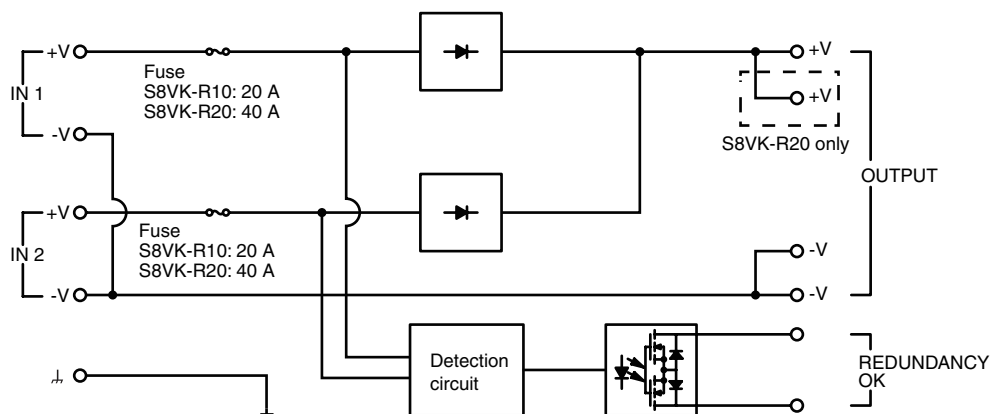 IN 1
+V
-V
Fuse
S8VK-R10: 20 A
S8VK-R20: 40 A
+V
+V
S8VK-R20 only
OUTPUT
IN 2
+V
-V
Fuse
S8VK-R10: 20 A
S8VK-R20: 40 A
-V
-V
Detection
circuit
REDUNDANCY
OK